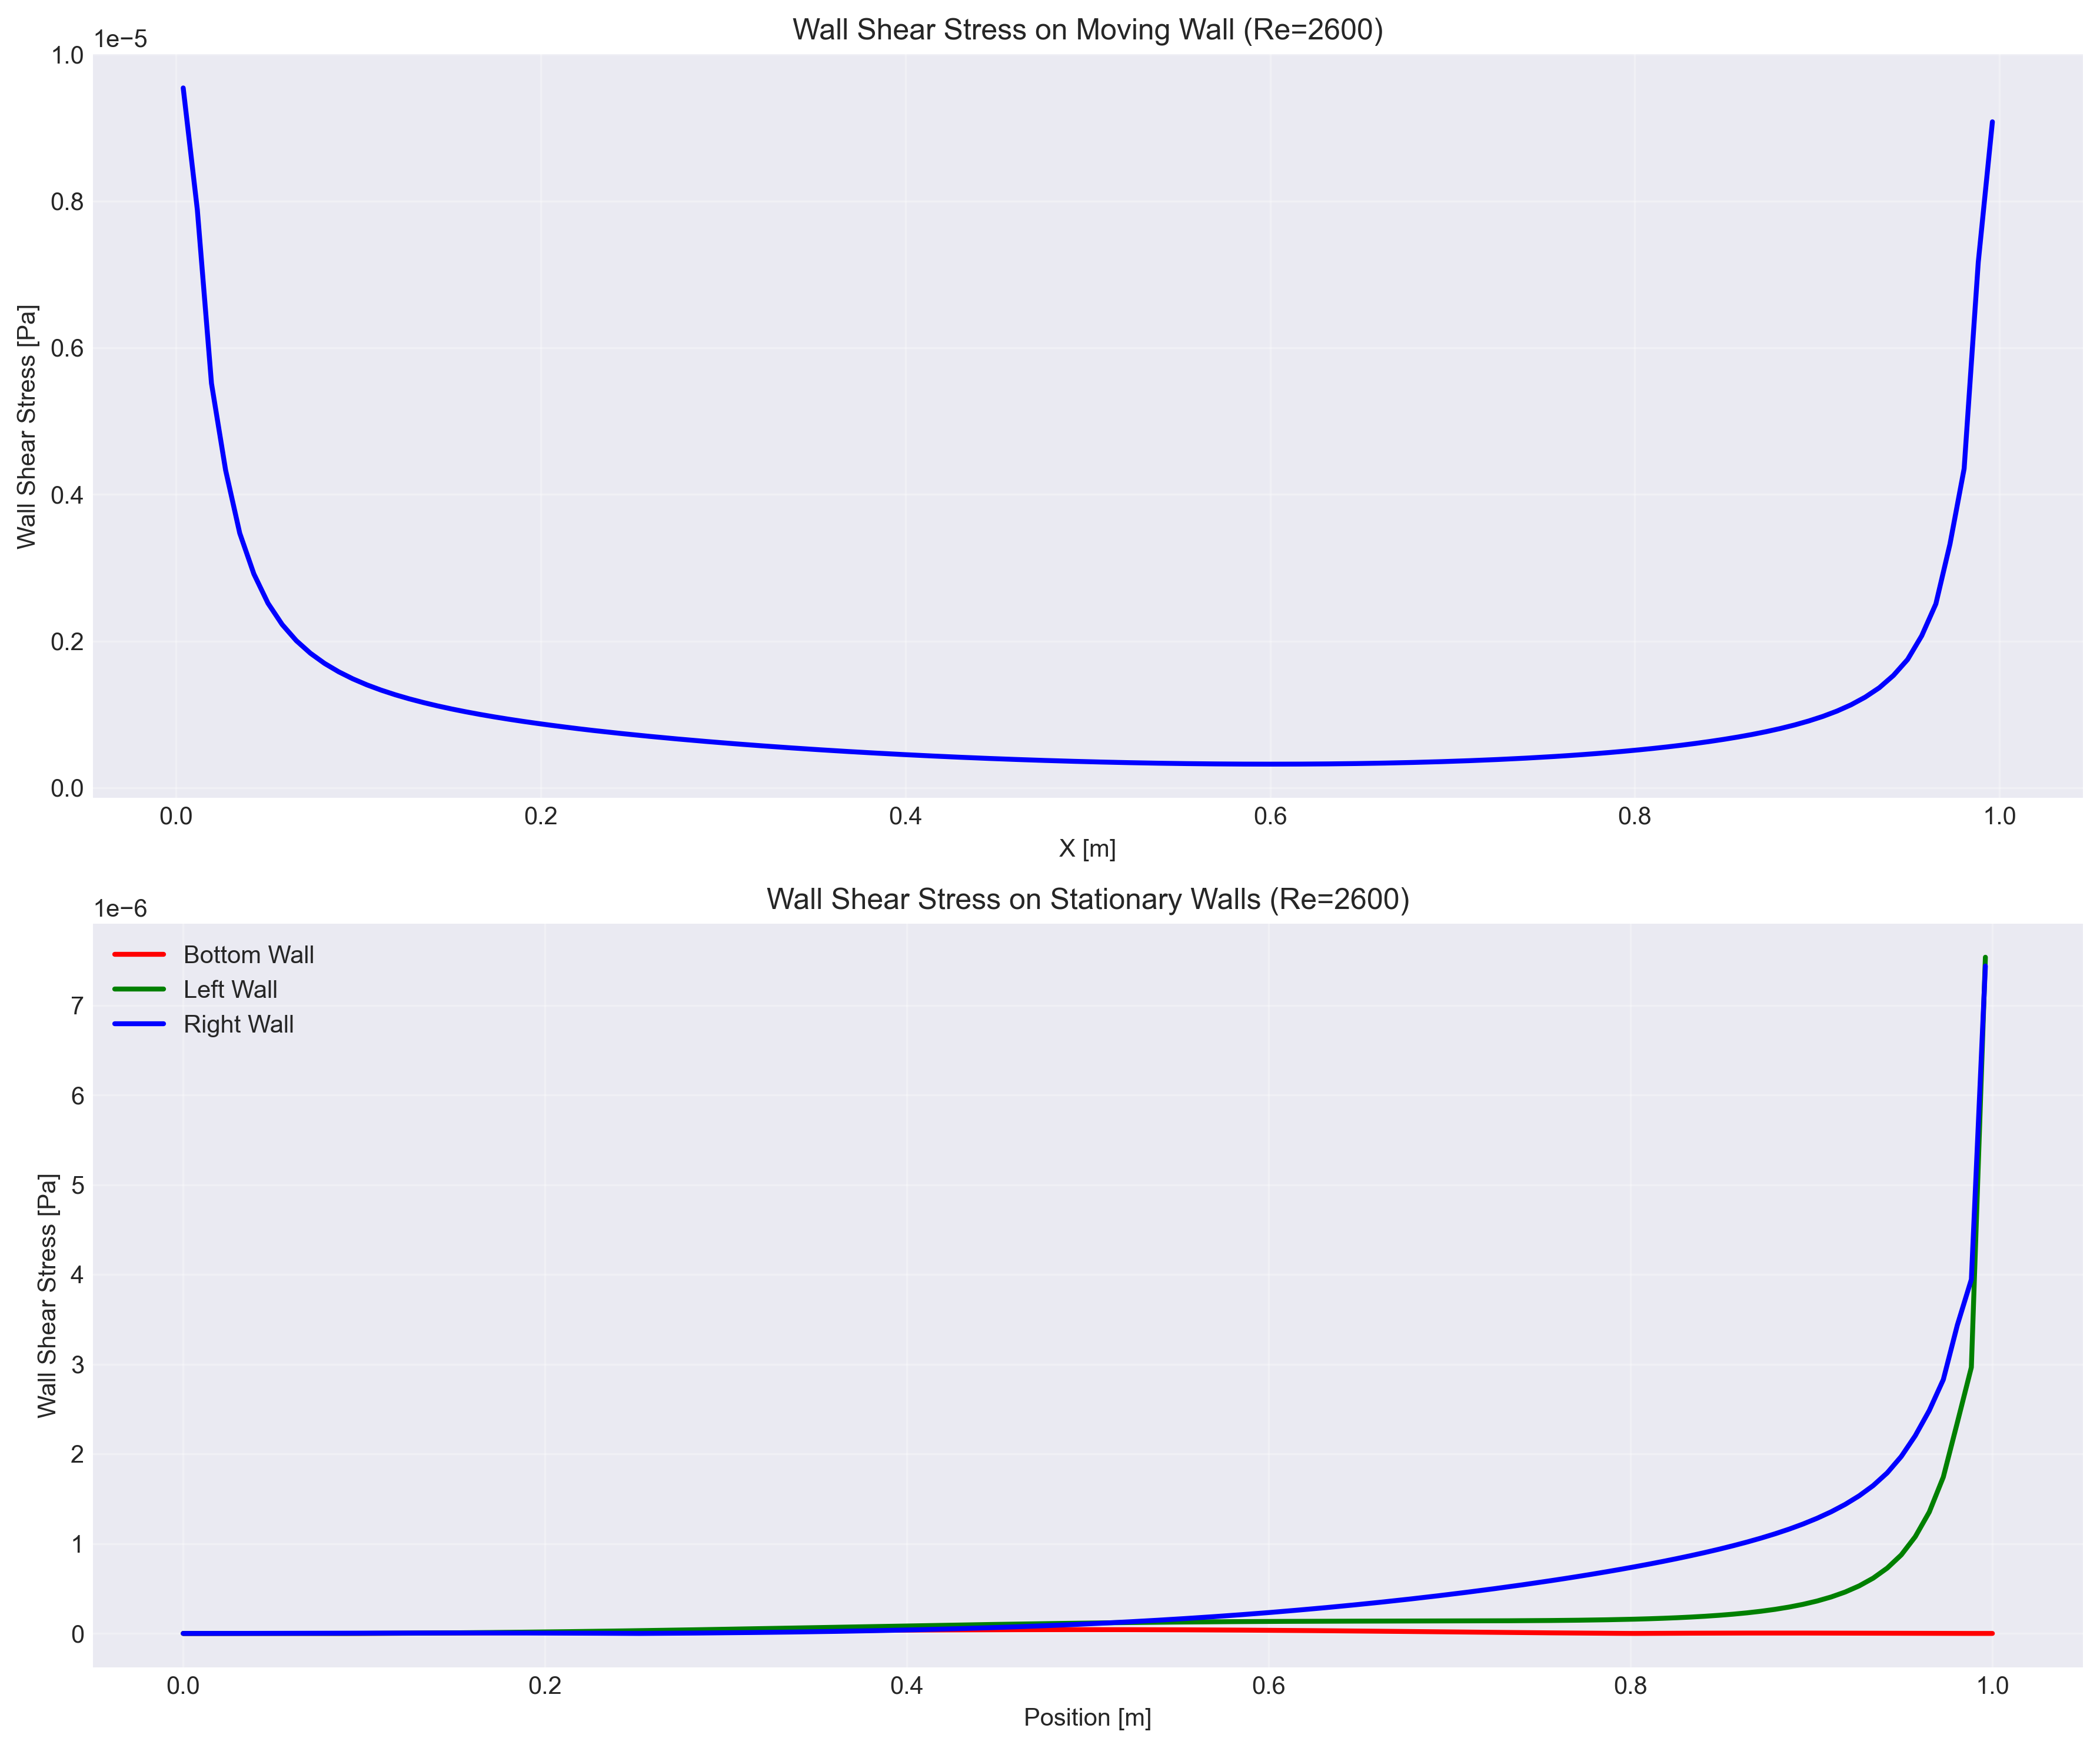 Wall Shear Stress on Moving Wall (Re=2600)
1e−5
1.0
0.8
0.6
0.4
0.2
0.0
Wall Shear Stress [Pa]
0.0 0.2 0.4 0.6 0.8 1.0
X [m]
Wall Shear Stress on Stationary Walls (Re=2600)
1e−6
Bottom Wall
Left Wall
Right Wall
7
6
5
4
3
2
1
0
Wall Shear Stress [Pa]
0.0 0.2 0.4 0.6 0.8 1.0
Position [m]